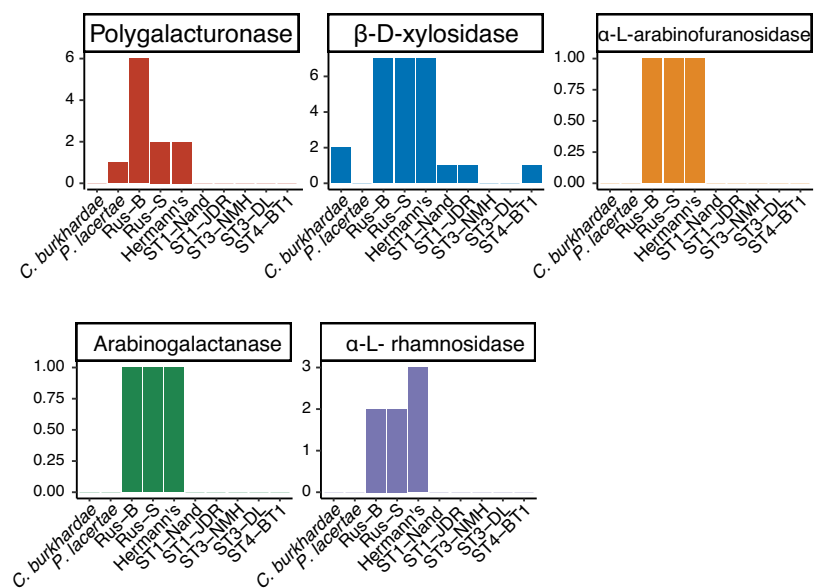 Polygalacturonase
6
4
2
0
C. burkhardae
P. lacertae
Rus–B
Rus–S
Hermann's
ST1–Nand
ST1–JDR
ST3–NMH
ST3–DL
ST4–BT1
β-D-xylosidase
6
4
2
0
C. burkhardae
P. lacertae
Rus–B
Rus–S
Hermann's
ST1–Nand
ST1–JDR
ST3–NMH
ST3–DL
ST4–BT1
α-L-arabinofuranosidase
1.00
0.75
0.50
0.25
0.00
C. burkhardae
P. lacertae
Rus–B
Rus–S
Hermann's
ST1–Nand
ST1–JDR
ST3–NMH
ST3–DL
ST4–BT1
Arabinogalactanase
1.00
0.75
0.50
0.25
0.00
C. burkhardae
P. lacertae
Rus–B
Rus–S
Hermann's
ST1–Nand
ST1–JDR
ST3–NMH
ST3–DL
ST4–BT1
α-L- rhamnosidase
3
2
1
0
C. burkhardae
P. lacertae
Rus–B
Rus–S
Hermann's
ST1–Nand
ST1–JDR
ST3–NMH
ST3–DL
ST4–BT1